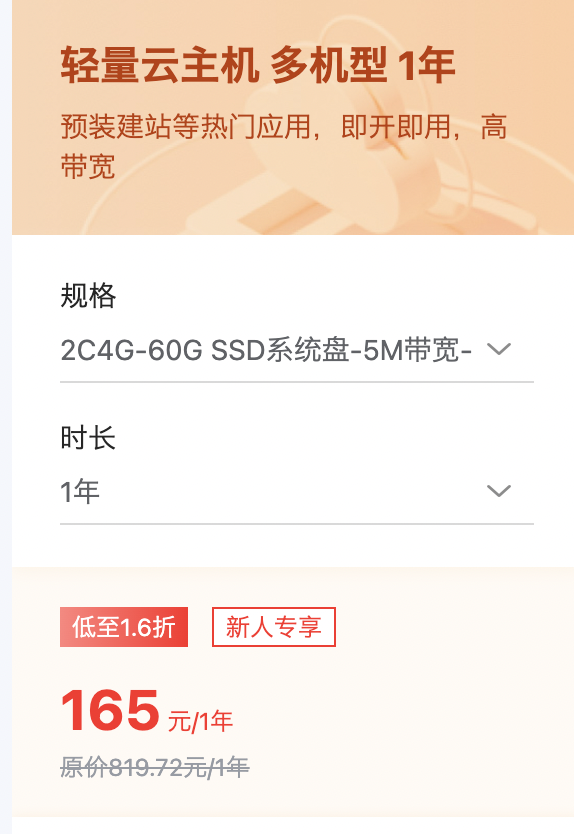 轻量云主机 多机型 1年
预装建站等热门应用，即开即用，高
带宽
规格
2C4G-60G SSD系统盘-5M带宽-
时长
1年
低至1.6折 新人专享
165 元/1年
原价819.72元/1年